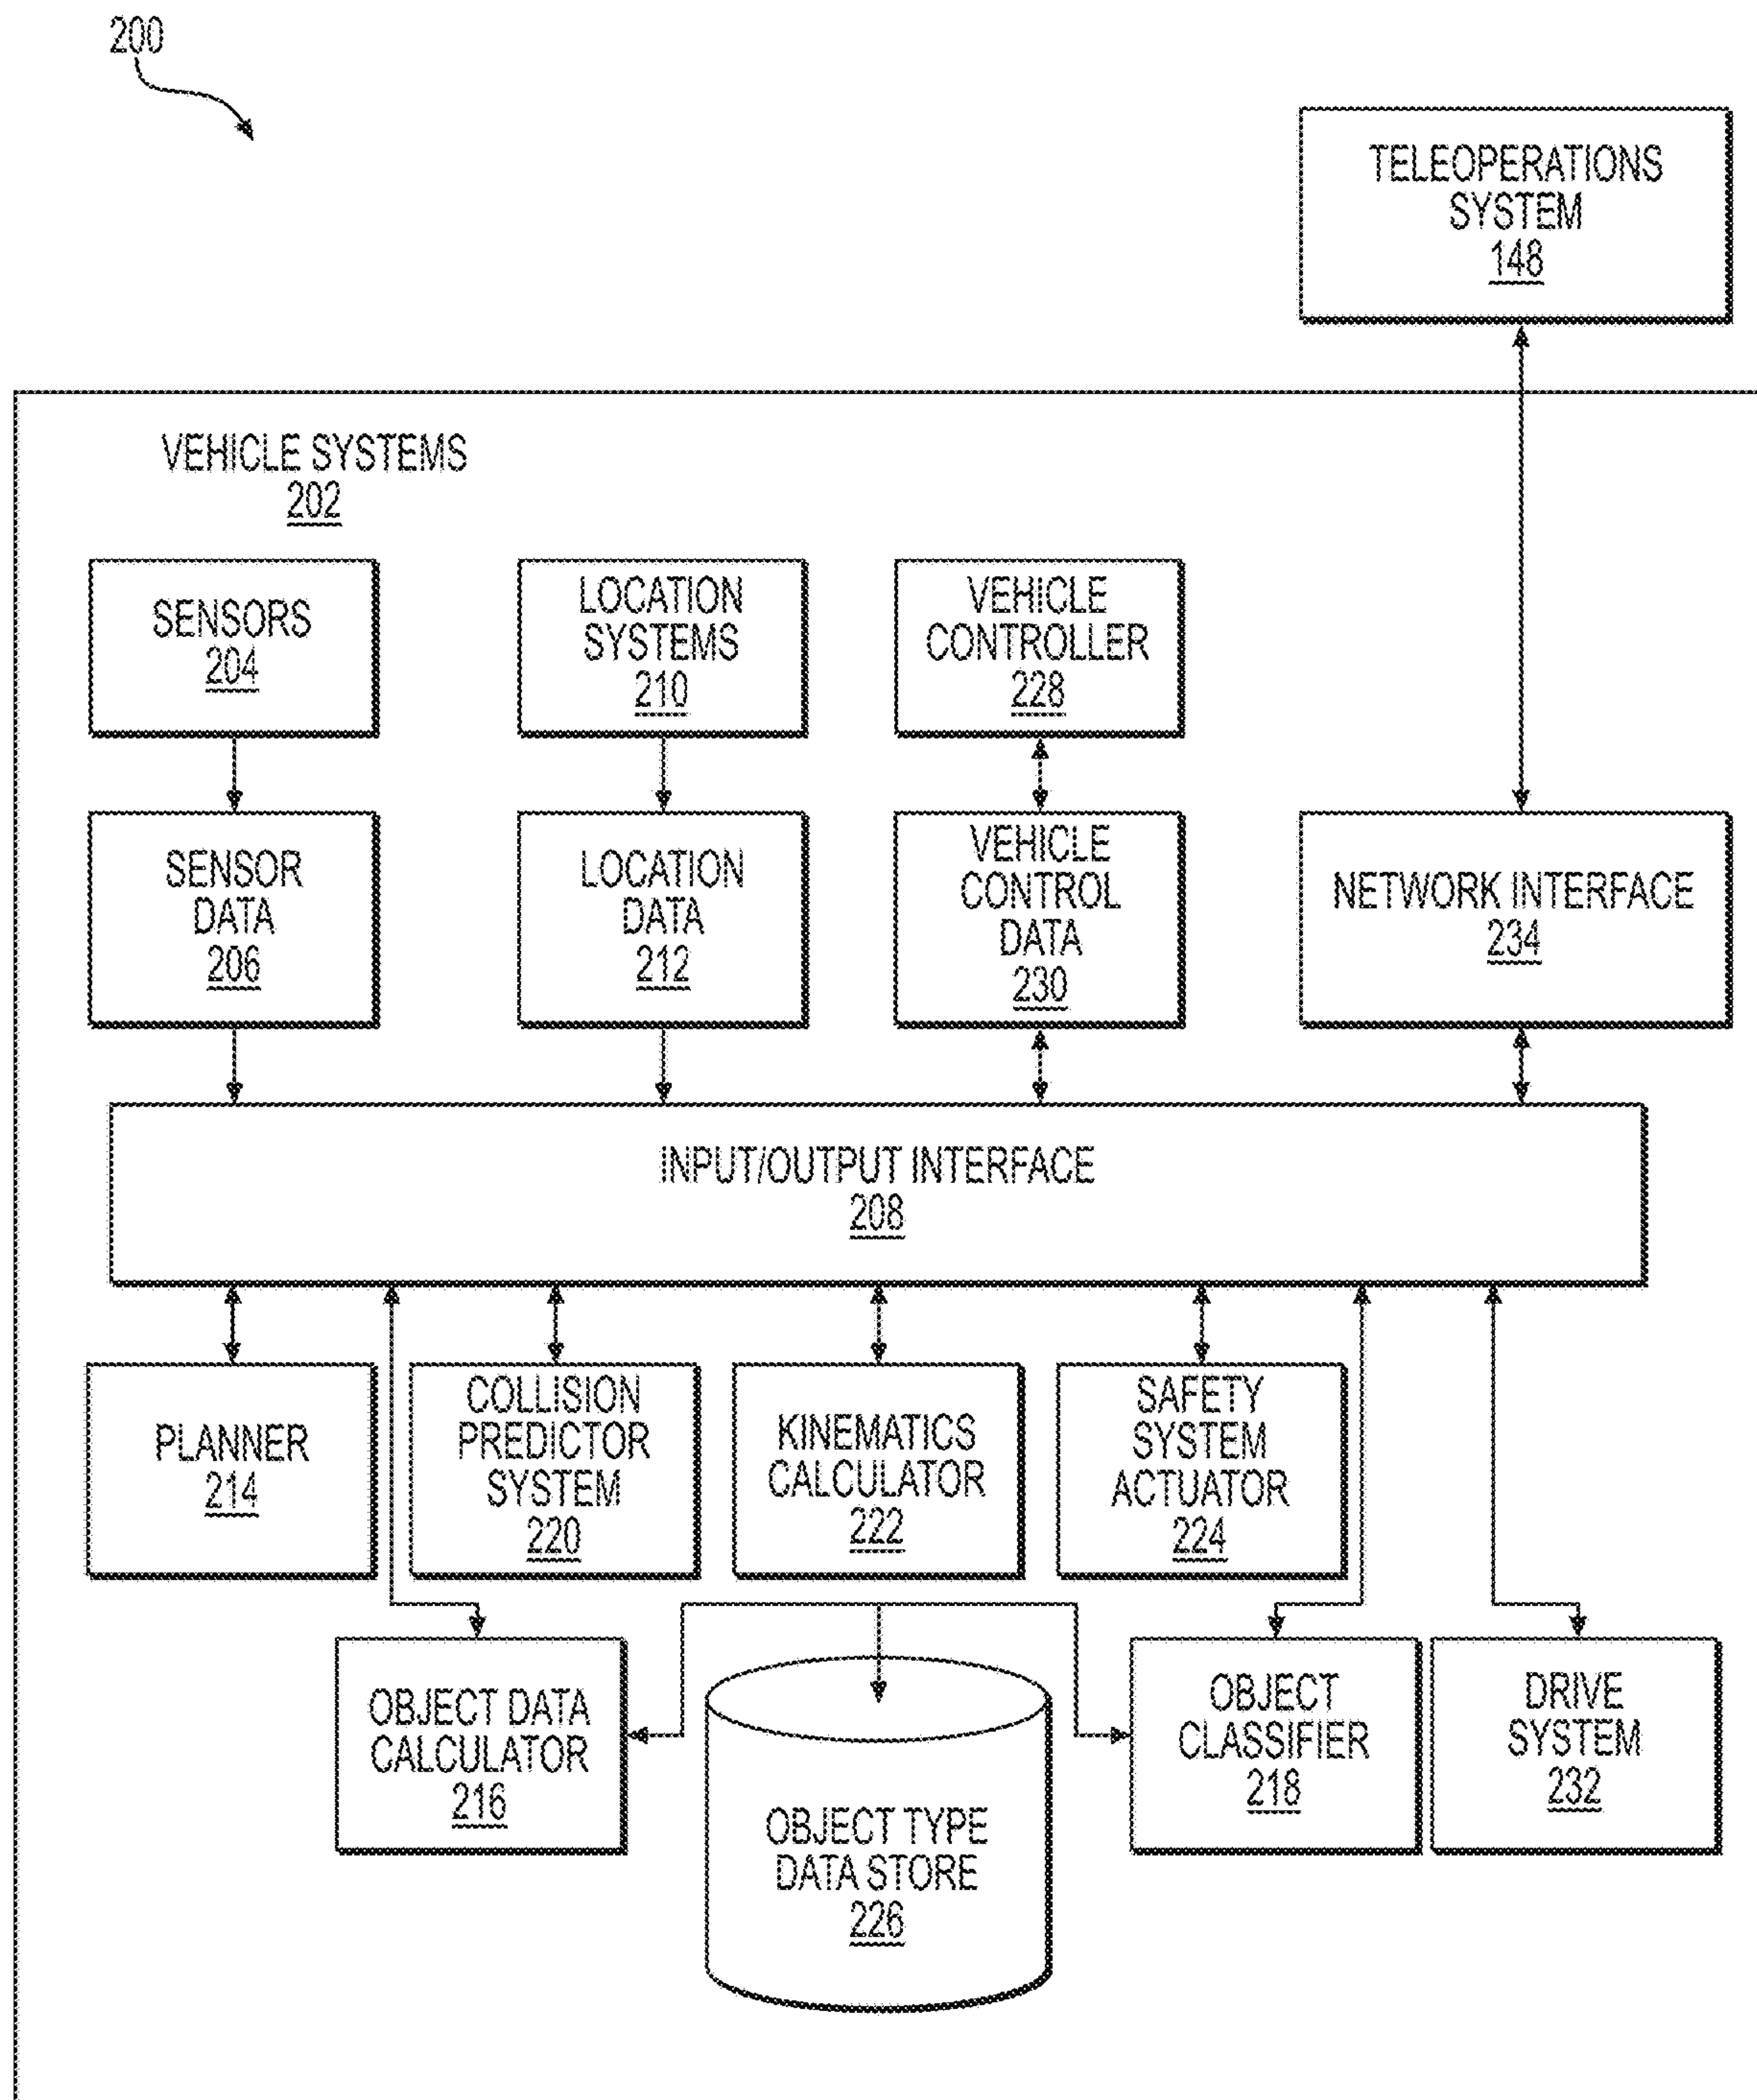 200
TELEOPERATIONS
SYSTEM
148
VEHICLE SYSTEMS
202
SENSORS
204
LOCATION
SYSTEMS
210
VEHICLE
CONTROLLER
228
SENSOR
DATA
206
LOCATION
DATA
212
VEHICLE
CONTROL
DATA
230
NETWORK INTERFACE
234
INPUT/OUTPUT INTERFACE
208
PLANNER
214
COLLISION
PREDICTOR
SYSTEM
220
KINEMATICS
CALCULATOR
222
SAFETY
SYSTEM
ACTUATOR
224
OBJECT DATA
CALCULATOR
216
OBJECT TYPE
DATA STORE
226
OBJECT
CLASSIFIER
218
DRIVE
SYSTEM
232